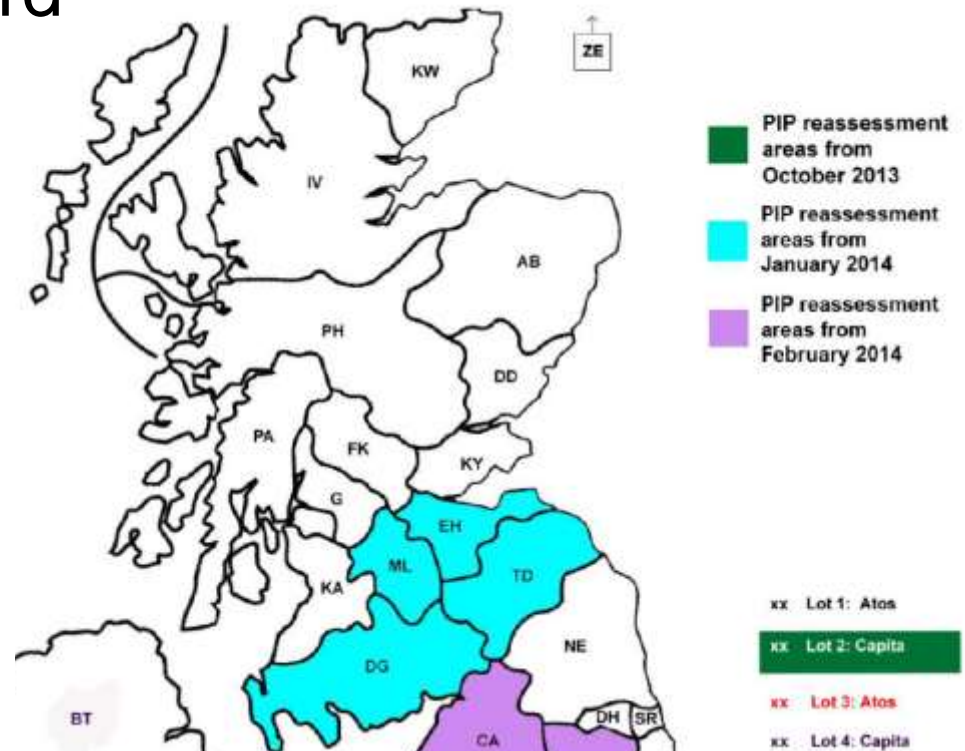 rd
ZE
KW
PIP reassessment
areas from
October 2013
IV
PIP reassessment
areas from
January 2014
AB
PIP reassessment
areas from
February 2014
PH
DD
PA
FK
KY
G
EH
ML
TD
KA
xx Lot 1: Atos
NE
xx Lot 2: Capita
DG
xx Lot 3: Atos
BT
DH
SR
CA
xx Lot 4: Capita